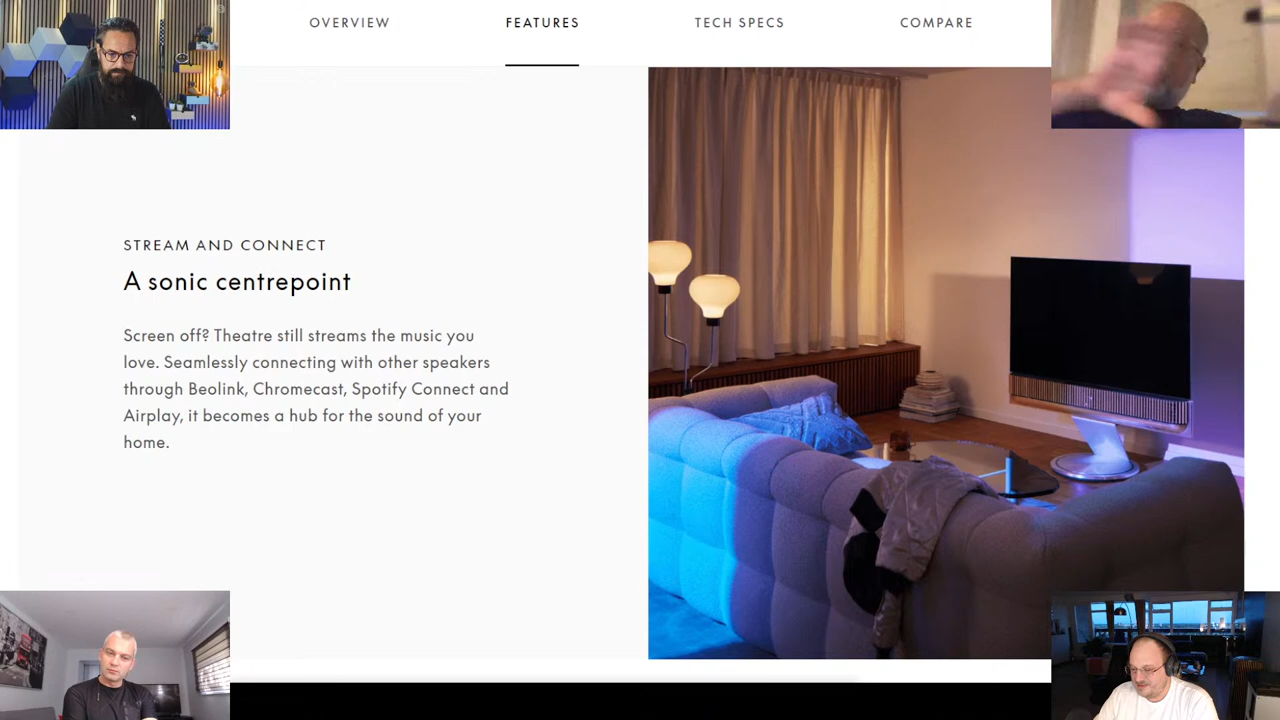 OVERVIEW
FEATURES
TECH SPECS
COMPARE
STREAM AND CONNECT
A sonic centrepoint
Screen off? Theatre still streams the music you
love. Seamlessly connecting with other speakers
through Beolink, Chromecast, Spotify Connect and
Airplay, it becomes a hub for the sound of your
home.